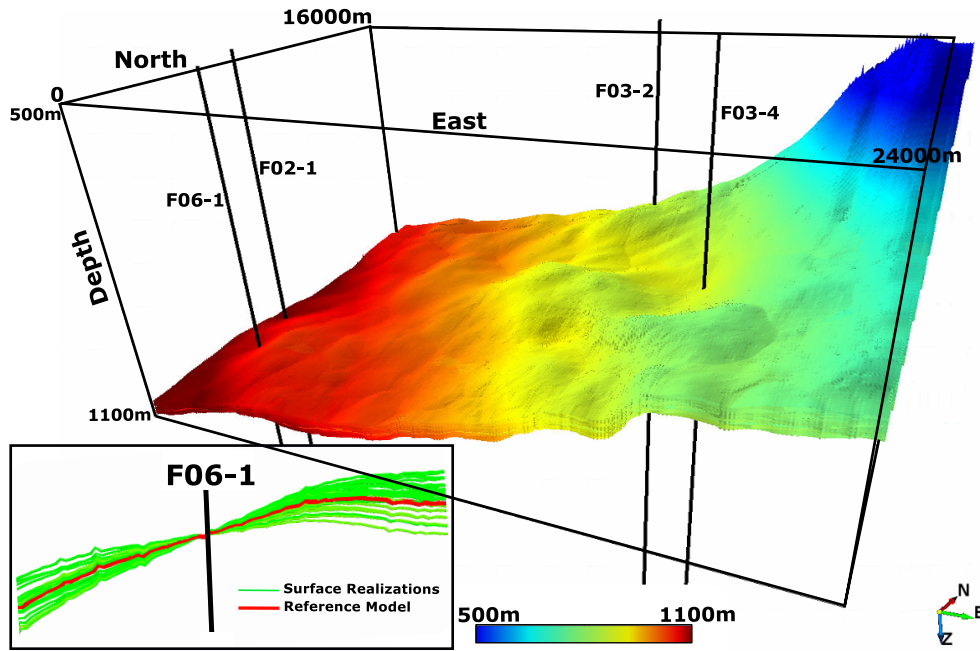 16000m
North
0
500m
East
F03-2
F03-4
24000m
F02-1
F06-1
Depth
1100m
F06-1
Surface Realizations
Reference Model
500m
1100m
N
E
Z